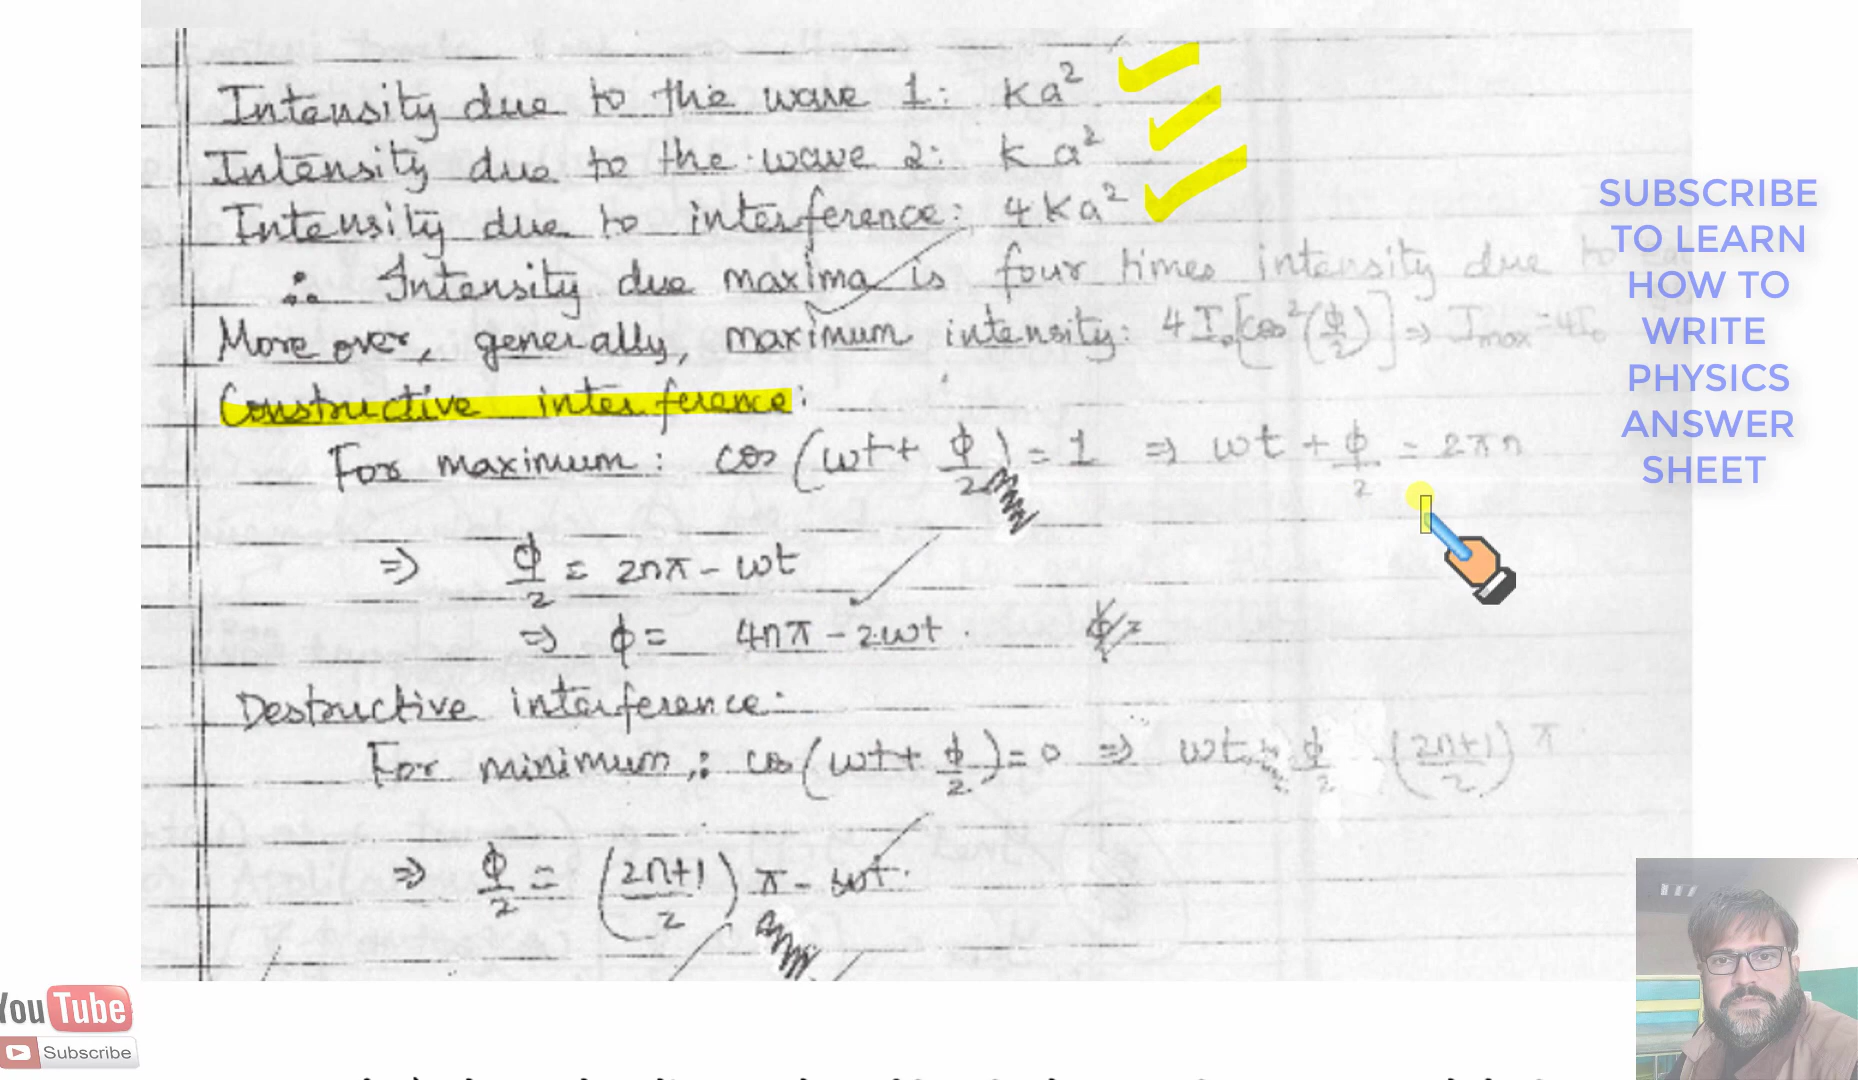 Intensity due to the wave 1: Ka²
Intensity due to the wave 2: K a²
Intensity due to interference: 4Ka²
∴ Intensity due maxima is four times intensity due to
More over, generally, maximum intensity: 4I₀[cos²(ϕ/2)] ⇒ Imax = 4I₀
Constructive interference:
For maximum: cos(ωt + ϕ/2) = 1 ⇒ ωt + ϕ/2 = 2πn
⇒ ϕ/2 = 2nπ - ωt
⇒ ϕ = 4nπ - 2ωt.
Destructive interference:-
For minimum,: cos(ωt + ϕ/2) = 0 ⇒ ωt + ϕ/2 (2n+1/2) π
⇒ ϕ/2 = (2n+1/2) π - ωt.
SUBSCRIBE
TO LEARN
HOW TO
WRITE
PHYSICS
ANSWER
SHEET
YouTube
Subscribe